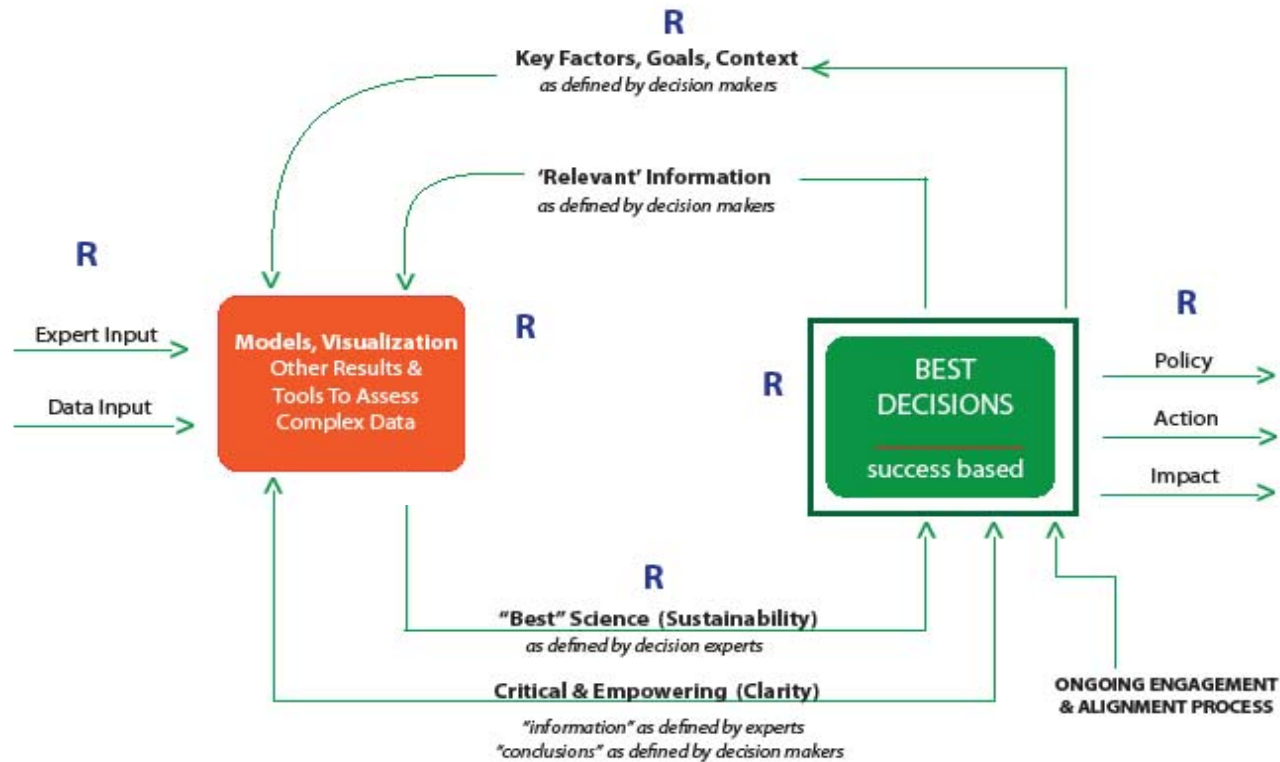 R
Key Factors, Goals, Context
as defined by decision makers
‘Relevant’ Information
as defined by decision makers
R
Expert Input
Data Input
Models, Visualization
Other Results &
Tools To Assess
Complex Data
R
R
BEST
DECISIONS
success based
R
Policy
Action
Impact
R
“Best” Science (Sustainability)
as defined by decision experts
Critical & Empowering (Clarity)
“information” as defined by experts
“conclusions” as defined by decision makers
ONGOING ENGAGEMENT
& ALIGNMENT PROCESS